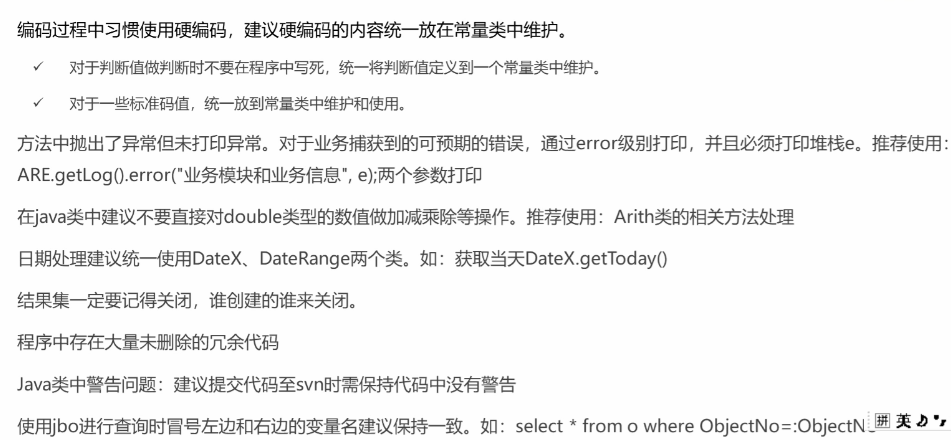 编码过程中习惯使用硬编码，建议硬编码的内容统一放在常量类中维护。
✓ 对于判断值做判断时不要在程序中写死，统一将判断值定义到一个常量类中维护。
✓ 对于一些标准码值，统一放到常量类中维护和使用。
方法中抛出了异常但未打印异常。对于业务捕获到的可预期的错误，通过error级别打印，并且必须打印堆栈e。推荐使用：
ARE.getLog().error("业务模块和业务信息", e);两个参数打印
在java类中建议不要直接对double类型的数值做加减乘除等操作。推荐使用：Arith类的相关方法处理
日期处理建议统一使用DateX、DateRange两个类。如：获取当天DateX.getToday()
结果集一定要记得关闭，谁创建的谁来关闭。
程序中存在大量未删除的冗余代码
Java类中警告问题：建议提交代码至svn时需保持代码中没有警告
使用jbo进行查询时冒号左边和右边的变量名建议保持一致。如：select * from o where ObjectNo=:ObjectN
拼 英